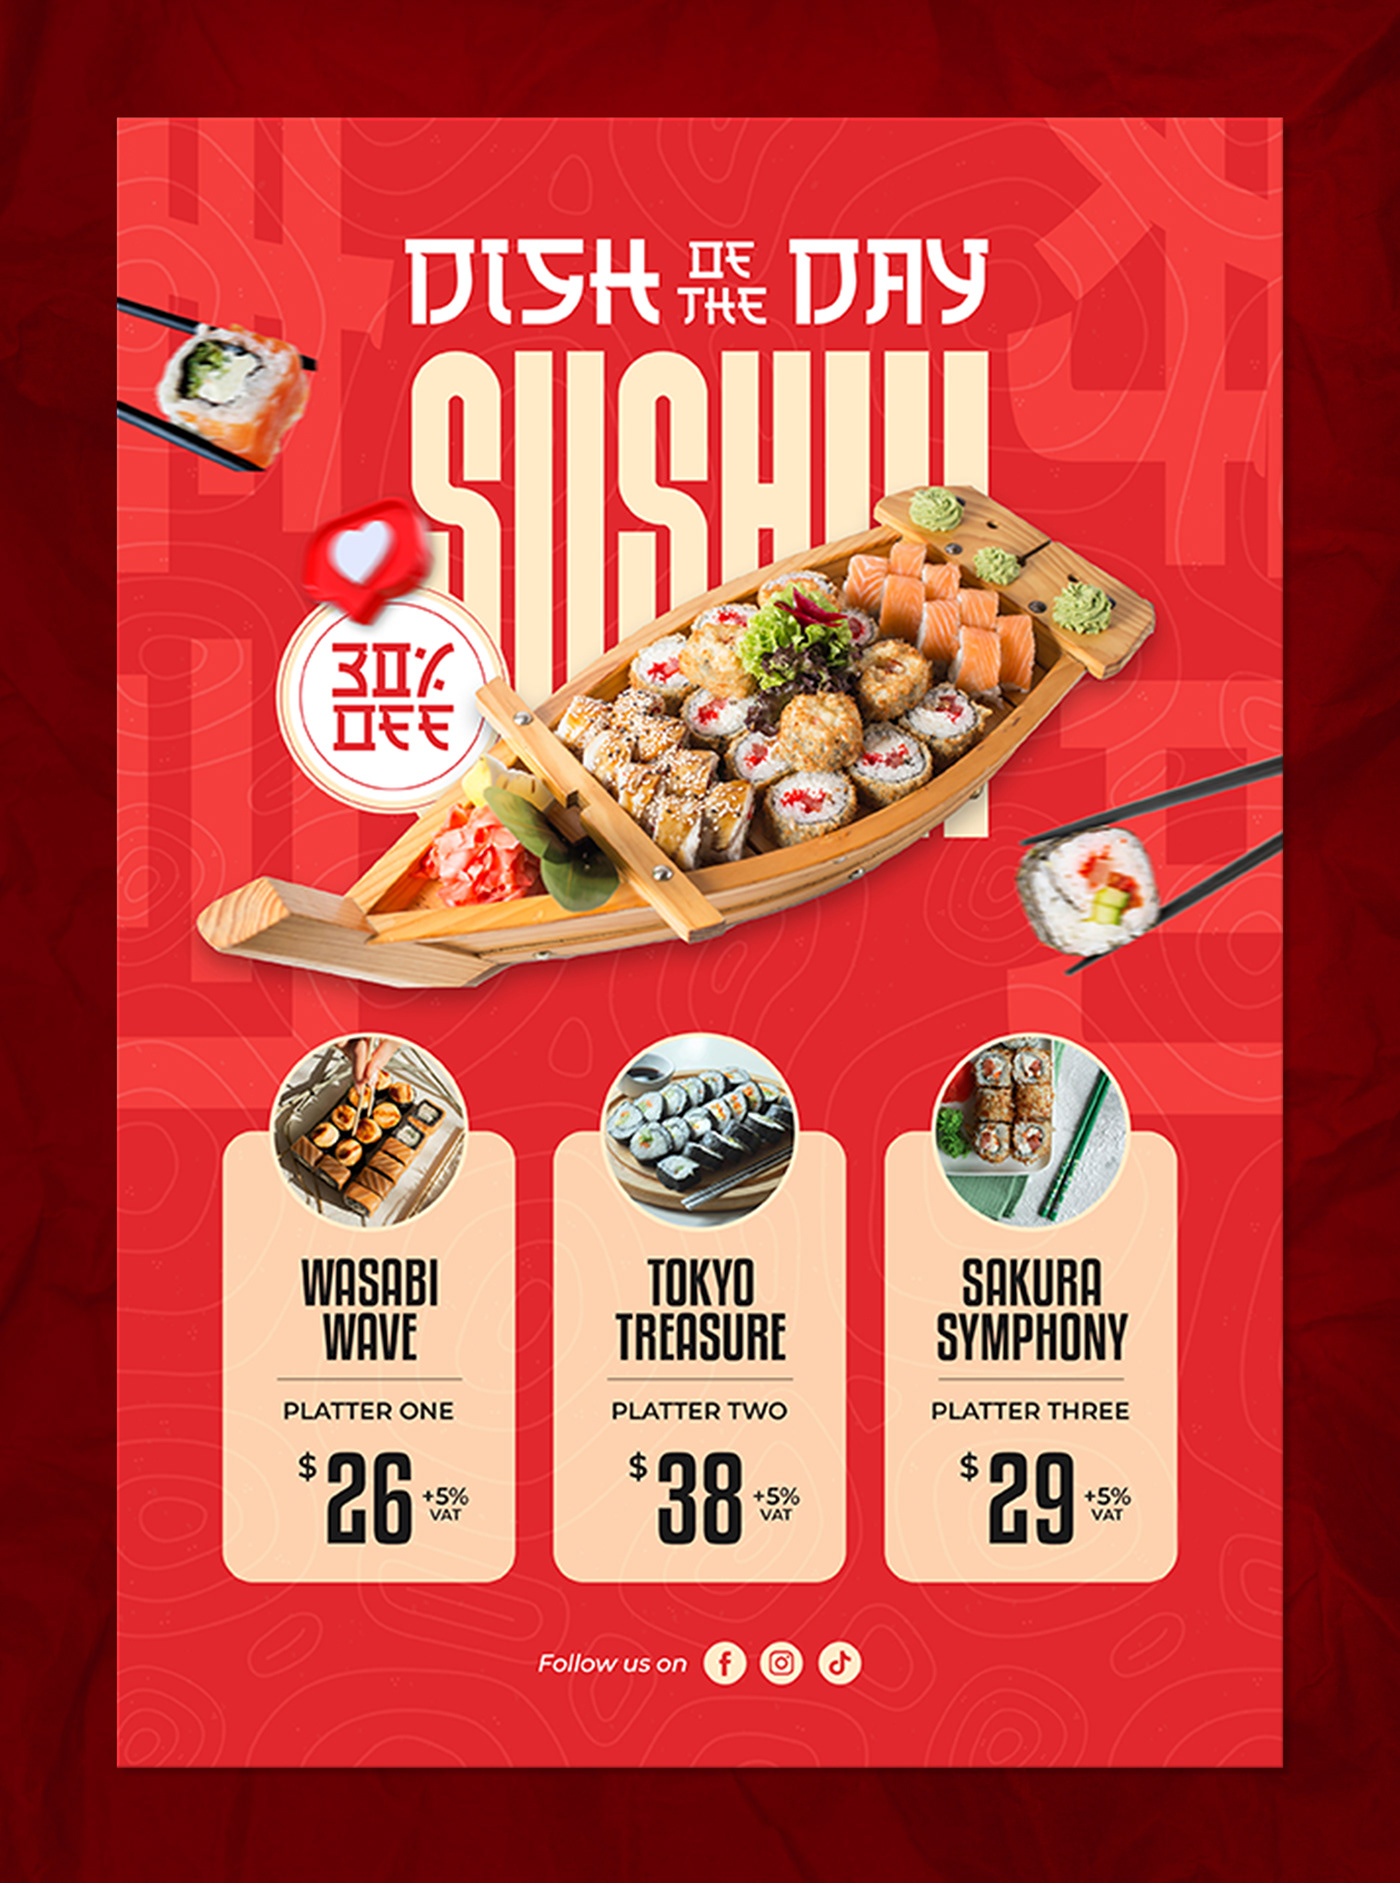 DISH OF THE DAY
SUSHI
30% OFF
WASABI
WAVE
PLATTER ONE
$26 +5% VAT
TOKYO
TREASURE
PLATTER TWO
$38 +5% VAT
SAKURA
SYMPHONY
PLATTER THREE
$29 +5% VAT
Follow us on